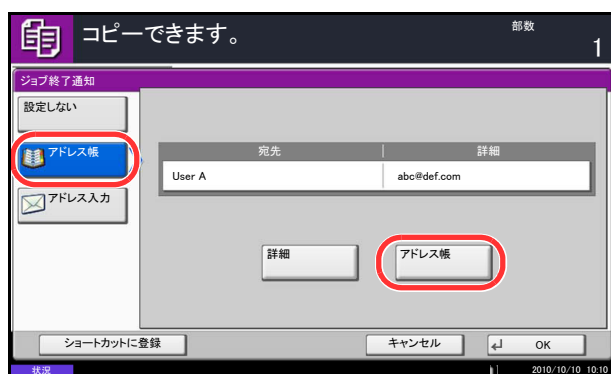 コピーできます。
部数
1
ジョブ終了通知
設定しない
アドレス帳
アドレス入力
宛先 詳細
User A abc@def.com
詳細 アドレス帳
ショートカットに登録 キャンセル OK
状況 2010/10/10 10:10